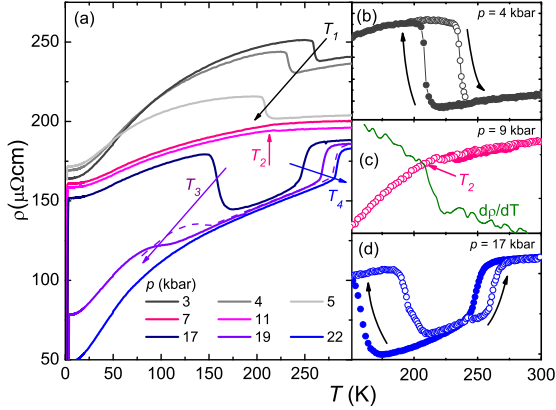 (a)
T₁
T₂
T₃
T₄
ρ(μΩcm)
300
250
200
150
100
50
p (kbar)
3 4 5
7 11
17 19 22
0 50 100 150 200 250
T (K)
(b) p = 4 kbar
(c) p = 9 kbar
T₂
dρ/dT
(d) p = 17 kbar
200 250 300